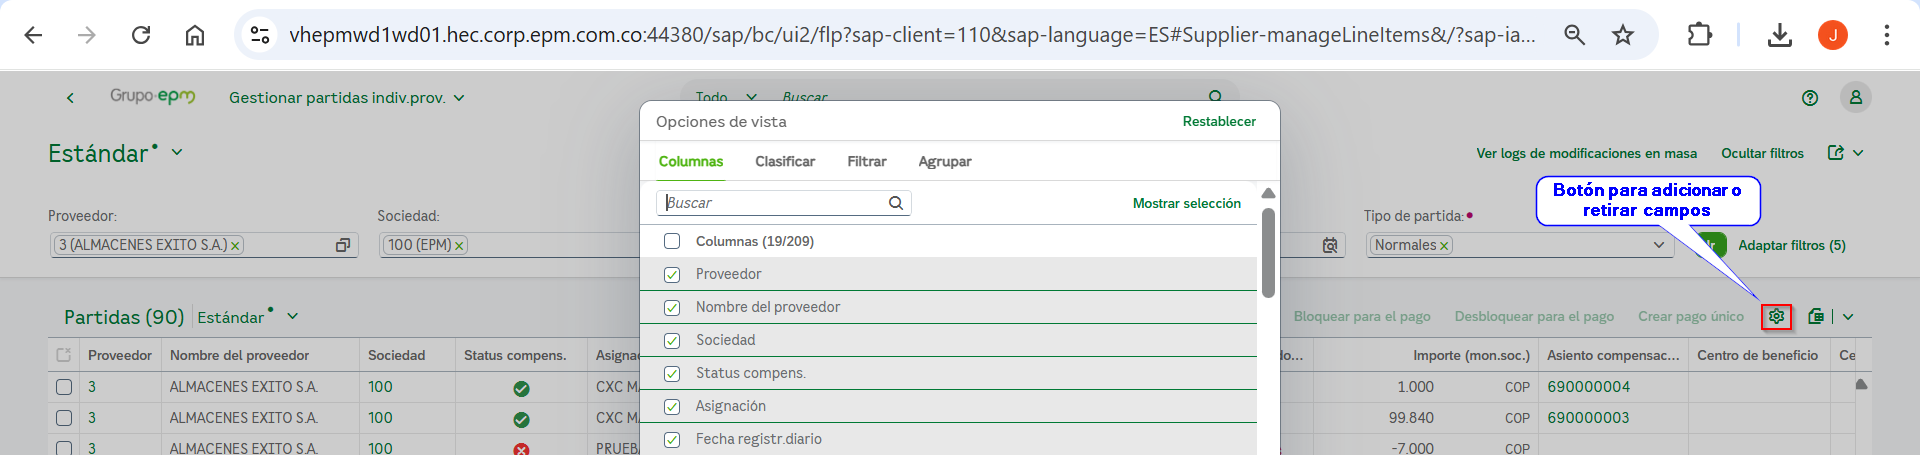 vhepmwd1wd01.hec.corp.epm.com.co:44380/sap/bc/ui2/flp?sap-client=110&sap-language=ES#Supplier-manageLineItems&/?sap-ia...
J
Grupo·epm
Gestionar partidas indiv.prov.
Todo
Buscar
Opciones de vista
Restablecer
Estándar
Columnas
Clasificar
Filtrar
Agrupar
Ver logs de modificaciones en masa
Ocultar filtros
Botón para adicionar o
retirar campos
Buscar
Mostrar selección
Proveedor:
Sociedad:
Tipo de partida:
3 (ALMACENES EXITO S.A.)
100 (EPM)
Columnas (19/209)
Normales
Adaptar filtros (5)
Proveedor
Nombre del proveedor
Partidas (90)
Estándar
Bloquear para el pago
Desbloquear para el pago
Crear pago único
Sociedad
Proveedor
Nombre del proveedor
Sociedad
Status compens.
Importe (mon.soc.)
Asiento compensac...
Centro de beneficio
Ce
Status compens.
3
ALMACENES EXITO S.A.
100
CXC
1.000
COP
690000004
Asignación
3
ALMACENES EXITO S.A.
100
CXC
99.840
COP
690000003
Fecha registr.diario
3
ALMACENES EXITO S.A.
100
-7.000
COP